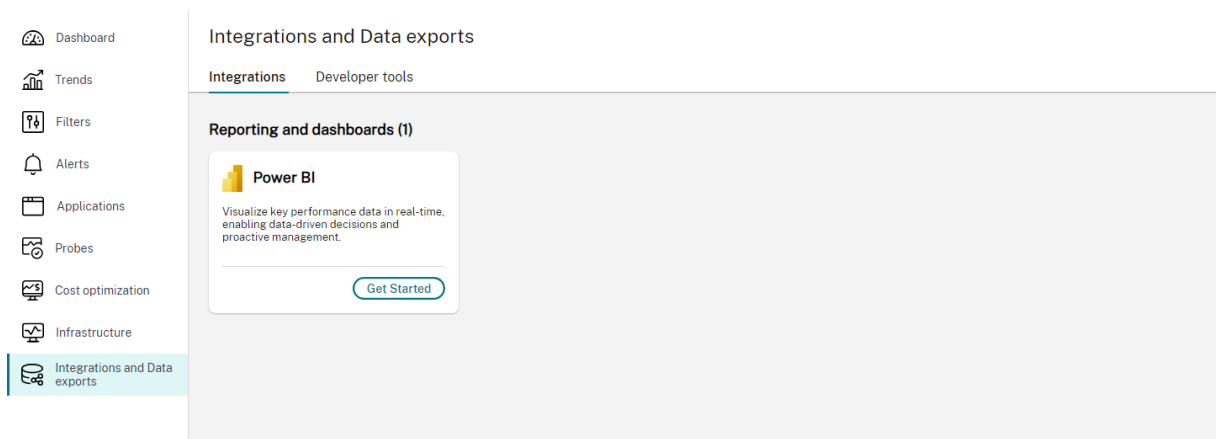 Dashboard
Trends
Filters
Alerts
Applications
Probes
Cost optimization
Infrastructure
Integrations and Data
exports
Integrations and Data exports
Integrations Developer tools
Reporting and dashboards (1)
Power BI
Visualize key performance data in real-time,
enabling data-driven decisions and
proactive management.
Get Started